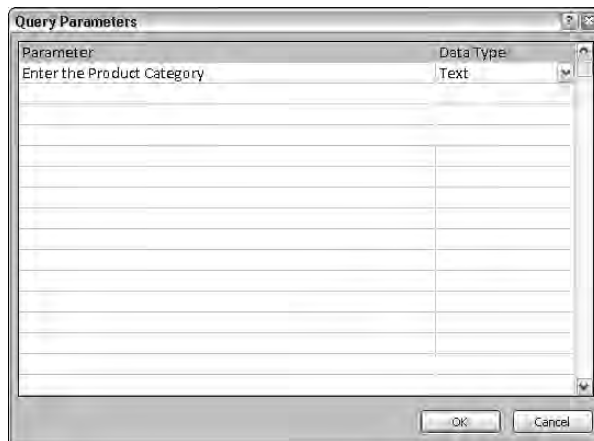 Query Parameters
Parameter Data Type
Enter the Product Category Text
OK Cancel